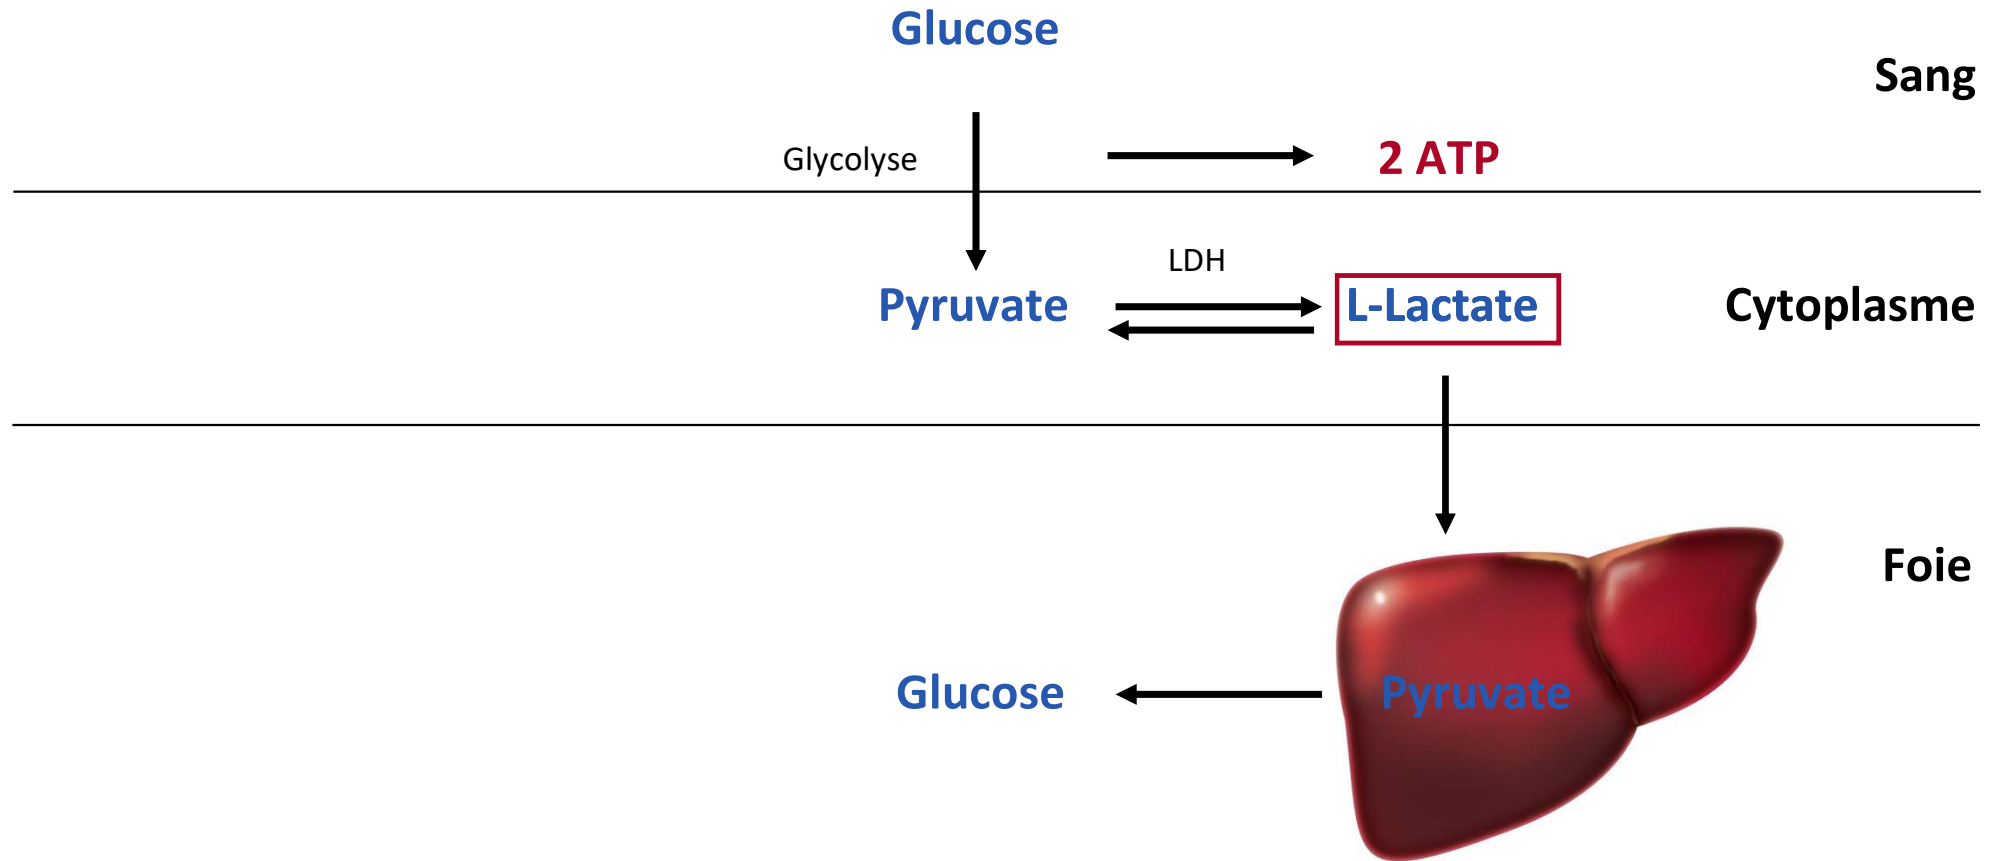 Glucose
Sang
Glycolyse
2 ATP
LDH
Pyruvate
L-Lactate
Cytoplasme
Foie
Glucose
Pyruvate